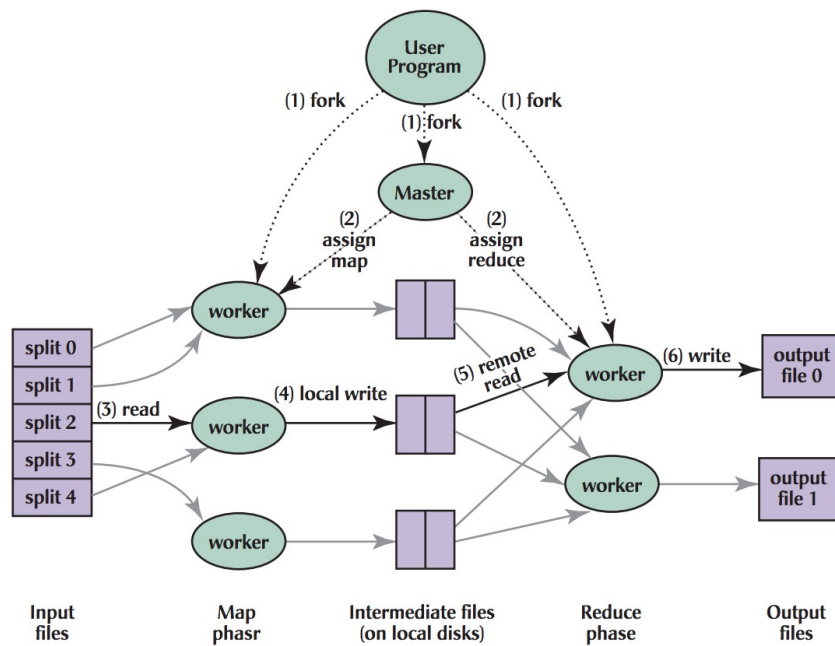 User
Program
(1) fork
(1) fork
(1) fork
Master
(2)
assign
map
(2)
assign
reduce
worker
split 0
split 1
split 2
split 3
split 4
(3) read
worker
(4) local write
(5) remote
read
worker
(6) write
output
file 0
worker
output
file 1
worker
Input
files
Map
phasr
Intermediate files
(on local disks)
Reduce
phase
Output
files